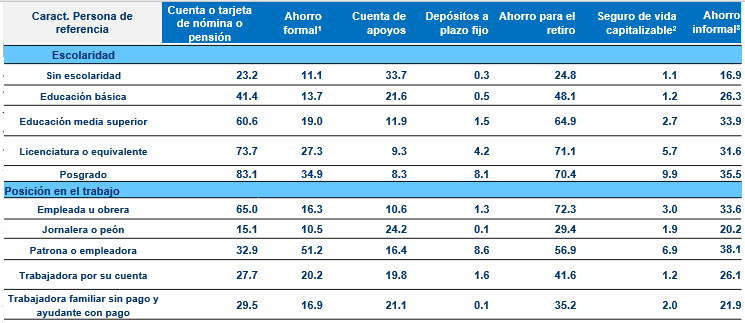 Caract. Persona de referencia Cuenta o tarjeta de nómina o pensión Ahorro formal¹ Cuenta de apoyos Depósitos a plazo fijo Ahorro para el retiro Seguro de vida capitalizable² Ahorro informal³
Escolaridad
Sin escolaridad 23.2 11.1 33.7 0.3 24.8 1.1 16.9
Educación básica 41.4 13.7 21.6 0.5 48.1 1.2 26.3
Educación media superior 60.6 19.0 11.9 1.5 64.9 2.7 33.9
Licenciatura o equivalente 73.7 27.3 9.3 4.2 71.1 5.7 31.6
Posgrado 83.1 34.9 8.3 8.1 70.4 9.9 35.5
Posición en el trabajo
Empleada u obrera 65.0 16.3 10.6 1.3 72.3 3.0 33.6
Jornalera o peón 15.1 10.5 24.2 0.1 29.4 1.9 20.2
Patrona o empleadora 32.9 51.2 16.4 8.6 56.9 6.9 38.1
Trabajadora por su cuenta 27.7 20.2 19.8 1.6 41.6 1.2 26.1
Trabajadora familiar sin pago y ayudante con pago 29.5 16.9 21.1 0.1 35.2 2.0 21.9